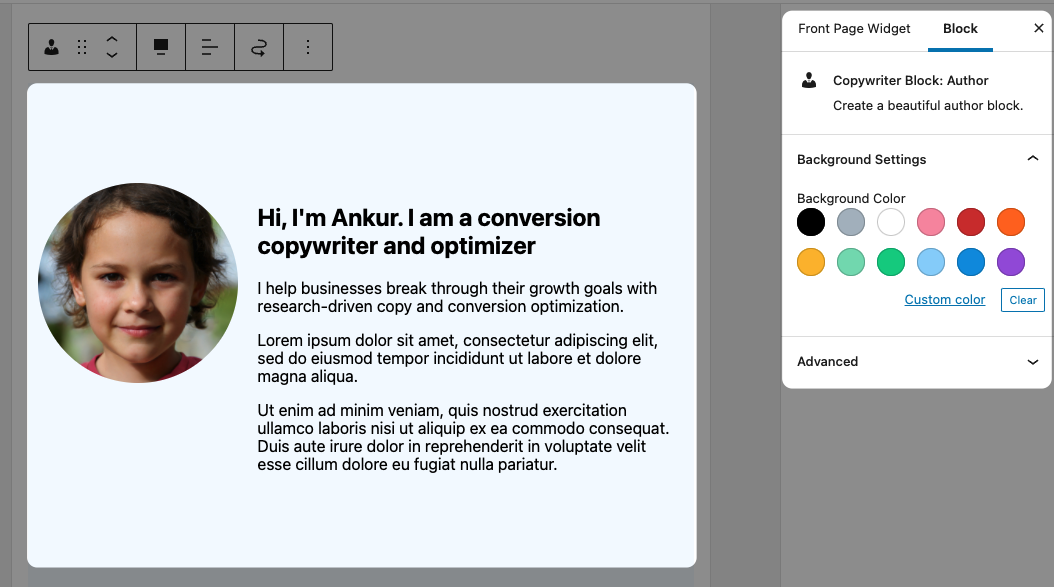 Front Page Widget
Block
Copywriter Block: Author
Create a beautiful author block.
Background Settings
Background Color
Custom color
Clear
Advanced
Hi, I'm Ankur. I am a conversion
copywriter and optimizer
I help businesses break through their growth goals with
research-driven copy and conversion optimization.
Lorem ipsum dolor sit amet, consectetur adipiscing elit,
sed do eiusmod tempor incididunt ut labore et dolore
magna aliqua.
Ut enim ad minim veniam, quis nostrud exercitation
ullamco laboris nisi ut aliquip ex ea commodo consequat.
Duis aute irure dolor in reprehenderit in voluptate velit
esse cillum dolore eu fugiat nulla pariatur.